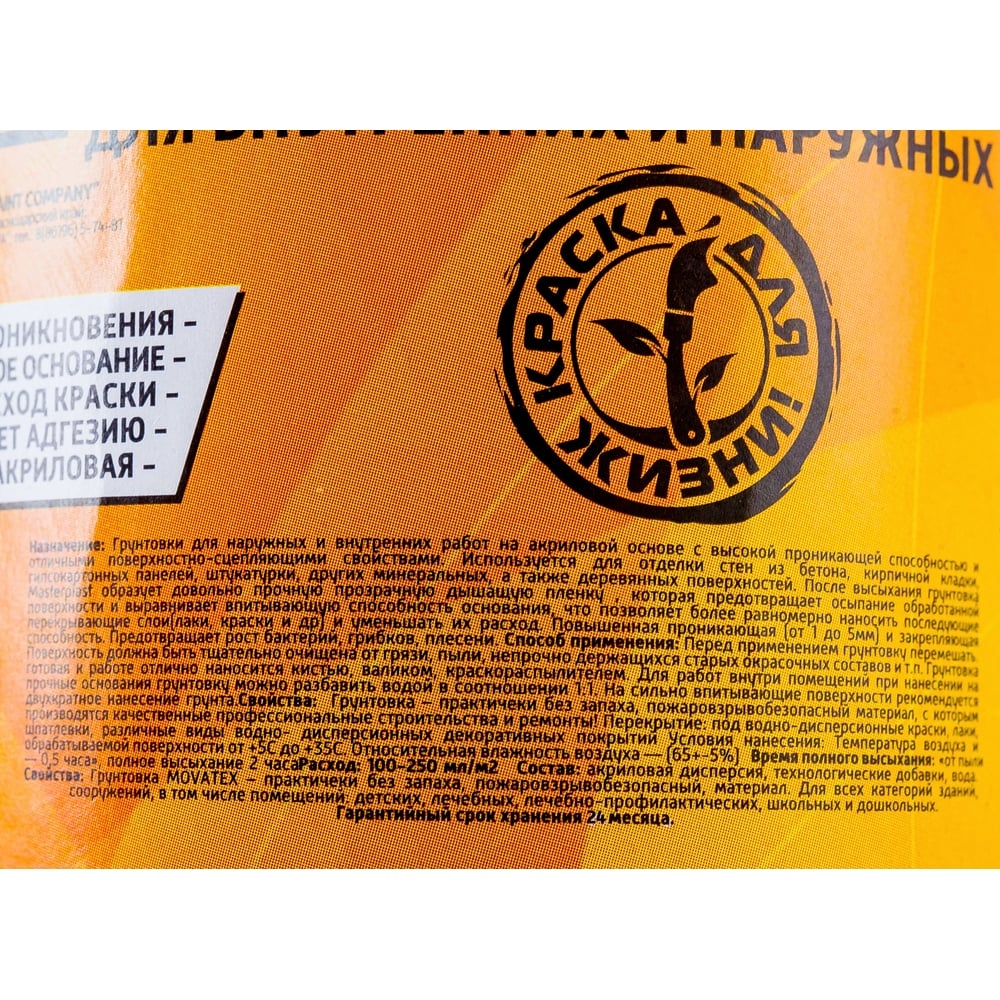 ДЛЯ ВНУТРЕННИХ И НАРУЖНЫХ
COMPANY"
край
тел. 8(86196) 5-74-87
ОНИКНОВЕНИЯ -
ОЕ ОСНОВАНИЕ -
СХОД КРАСКИ -
ЕТ АДГЕЗИЮ -
АКРИЛОВАЯ -
КРАСКА ДЛЯ ЖИЗНИ!
Назначение: Грунтовки для наружных и внутренних работ на акриловой основе с высокой проникающей способностью и
отличными поверхностно-сцепляющими свойствами. Используется для отделки стен из бетона, кирпичной кладки,
гипсокартонных панелей, штукатурки, других минеральных, а также деревянных поверхностей. После высыхания грунтовка
Masterplast образует довольно прочную прозрачную дышащую пленку, которая предотвращает осыпание обработанной
поверхности и выравнивает впитывающую способность основания, что позволяет более равномерно наносить последующие
перекрывающие слои(лаки, краски и др) и уменьшать их расход. Повышенная проникающая (от 1 до 5мм) и закрепляющая
способность. Предотвращает рост бактерий, грибков, плесени. Способ применения: Перед применением грунтовку перемешать.
Поверхность должна быть тщательно очищена от грязи, пыли, непрочно держащихся старых окрасочных составов и т.п. Грунтовка
готовая к работе отлично наносится кистью, валиком, краскораспылителем. Для работ внутри помещений при нанесении на
прочные основания грунтовку можно разбавить водой в соотношении 1:1. На сильно впитывающие поверхности рекомендуется
двухкратное нанесение грунта.Свойства: Грунтовка – практичеки без запаха, пожаровзрывобезопасный материал, с которым
производятся качественные профессиональные строительства и ремонты! Перекрытие: под водно-дисперсионные краски, лаки,
шпатлевки, различные виды водно- дисперсионных декоративных покрытий Условия нанесения: Температура воздуха и
обрабатываемой поверхности от +5С до +35С. Относительная влажность воздуха — (65+-5%) Время полного высыхания: «от пыли
— 0,5 часа», полное высыхание 2 часаРасход: 100-250 мл/м2 Состав: акриловая дисперсия, технологические добавки, вода.
Свойства: Грунтовка MOVATEX – практичеки без запаха, пожаровзрывобезопасный, материал. Для всех категорий зданий,
сооружений, в том числе помещений, детских, лечебных, лечебно-профилактических, школьных и дошкольных.
Гарантийный срок хранения 24 месяца.